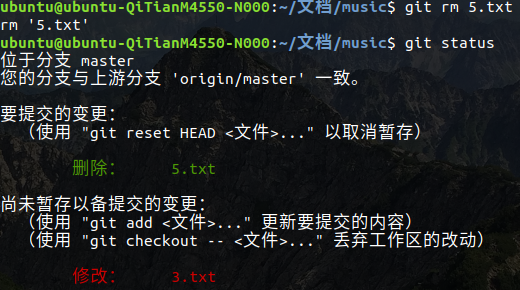 ubuntu@ubuntu-QiTianM4550-N000:~/文档/music$ git rm 5.txt
rm '5.txt'
ubuntu@ubuntu-QiTianM4550-N000:~/文档/music$ git status
位于分支 master
您的分支与上游分支 'origin/master' 一致。
要提交的变更：
（使用 "git reset HEAD <文件>..." 以取消暂存）
删除： 5.txt
尚未暂存以备提交的变更：
（使用 "git add <文件>..." 更新要提交的内容）
（使用 "git checkout -- <文件>..." 丢弃工作区的改动）
修改： 3.txt